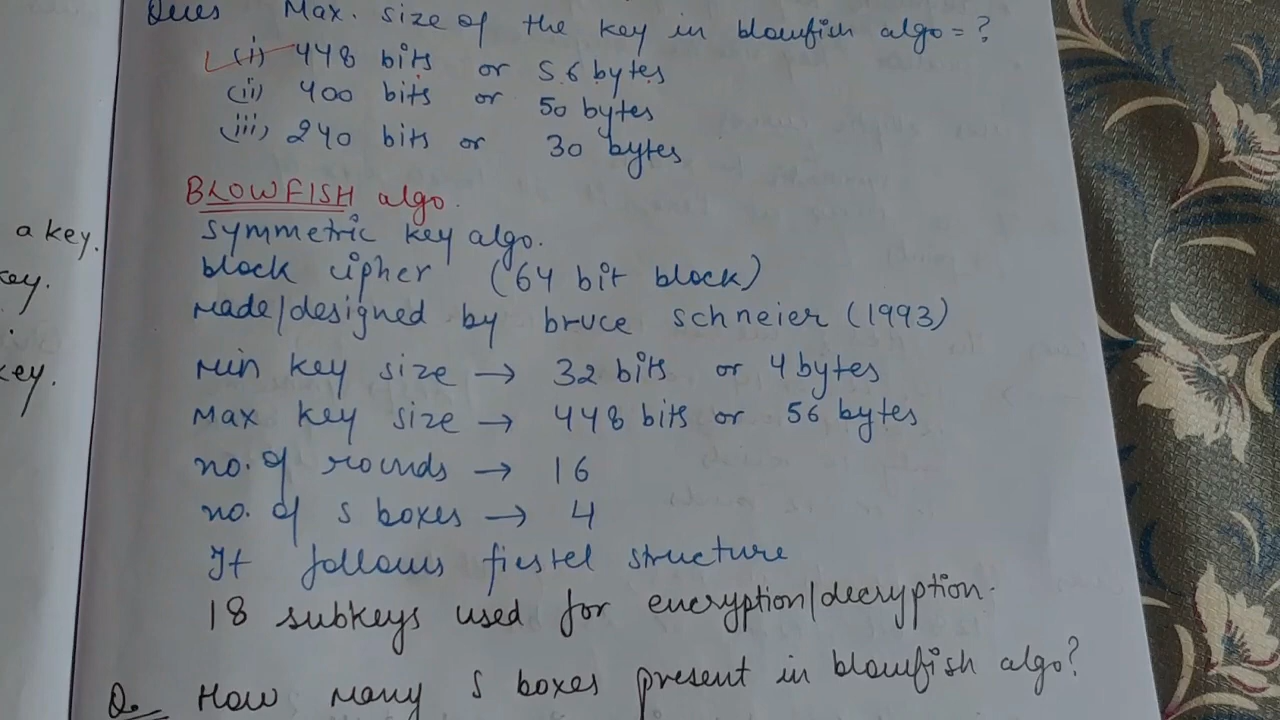 Ques Max. size of the key in blowfish algo = ?
(i) 448 bits or 56 bytes
(ii) 400 bits or 50 bytes
(iii) 240 bits or 30 bytes
BLOWFISH algo.
symmetric key algo.
block cipher (64 bit block)
made/designed by bruce schneier (1993)
Min key size → 32 bits or 4 bytes
Max key size → 448 bits or 56 bytes
no. of rounds → 16
no. of s boxes → 4
It follows fiestel structure
18 subkeys used for encryption/decryption.
Q. How many S boxes present in blowfish algo?
a key.
key.
key.